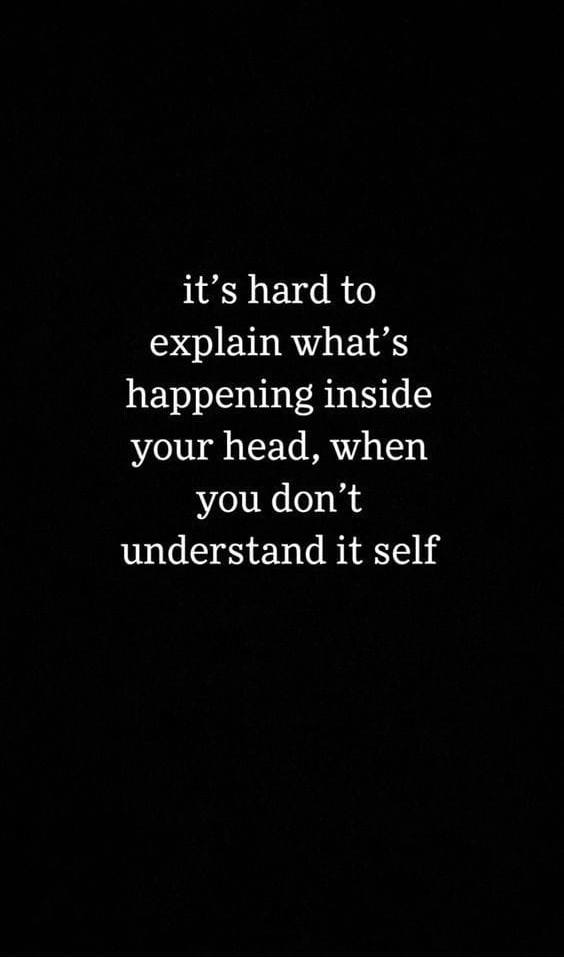 it’s hard to
explain what’s
happening inside
your head, when
you don’t
understand it self